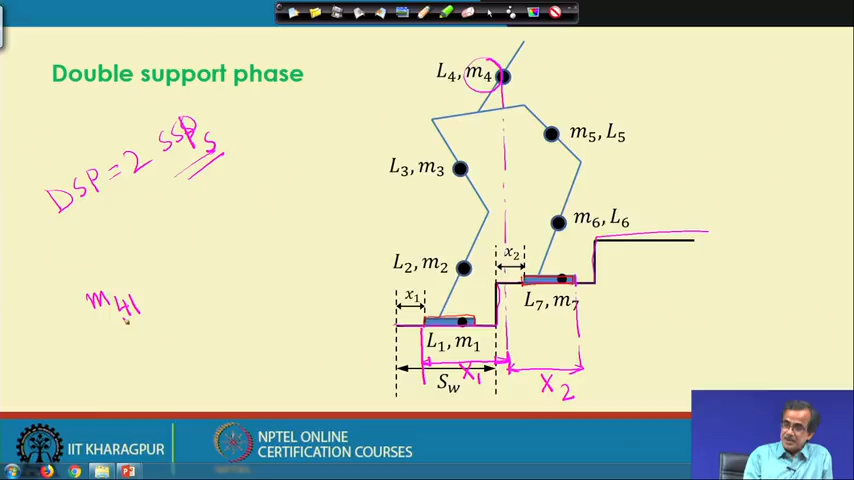 Double support phase
DSP = 2 SSPs
m41
L4, m4
m5, L5
L3, m3
m6, L6
L2, m2
x1
x2
L1, m1
L7, m7
Sw
X1
X2
IIT KHARAGPUR
NPTEL ONLINE
CERTIFICATION COURSES